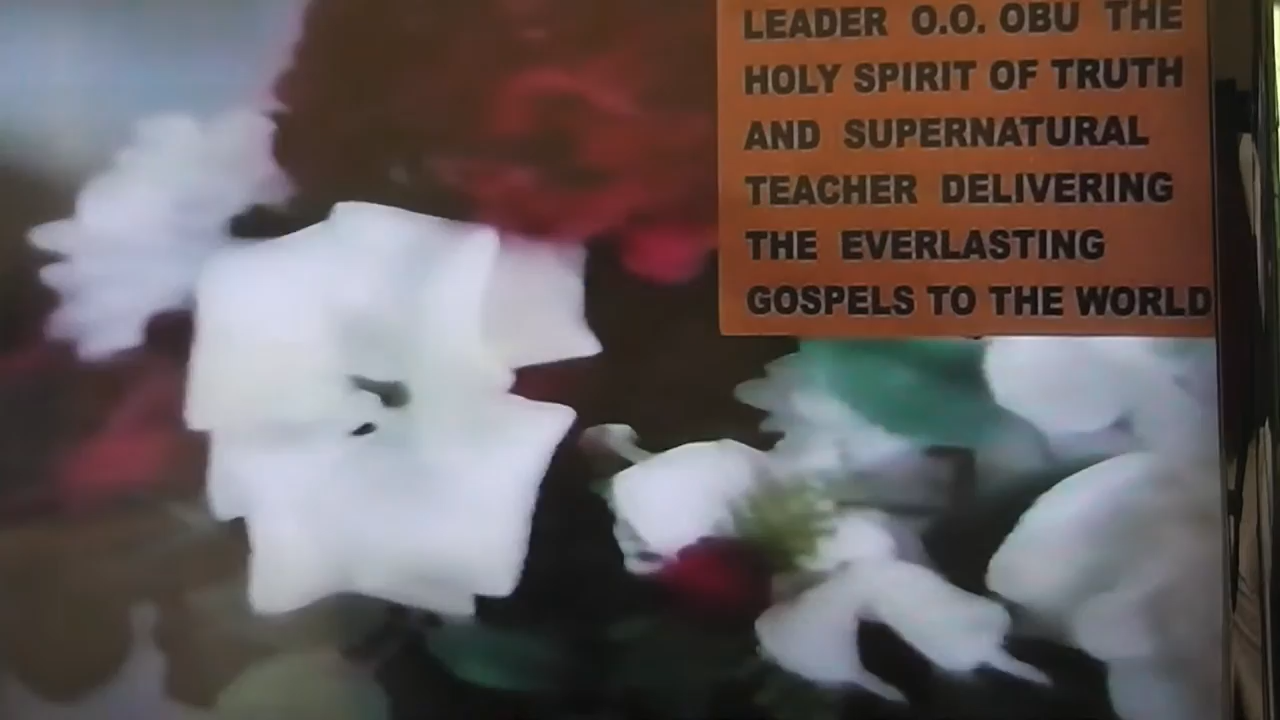 LEADER O.O. OBU THE
HOLY SPIRIT OF TRUTH
AND SUPERNATURAL
TEACHER DELIVERING
THE EVERLASTING
GOSPELS TO THE WORLD